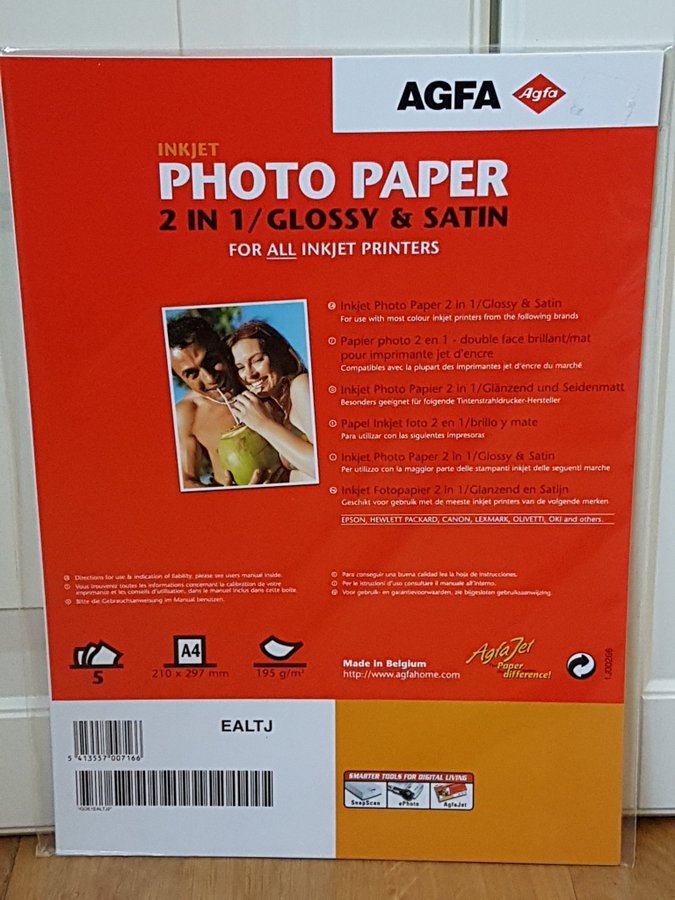 AGFA Agfa
INKJET
PHOTO PAPER
2 IN 1/GLOSSY & SATIN
FOR ALL INKJET PRINTERS
Inkjet Photo Paper 2 in 1/Glossy & Satin
For use with most colour inkjet printers from the following brands
Papier photo 2 en 1 - double face brillant/mat
pour imprimante jet d'encre
Compatibles avec la plupart des imprimantes jet d'encre du marché
Inkjet Photo Papier 2 in 1/Glänzend und Seidenmatt
Besonders geeignet für folgende Tintenstrahldrucker-Hersteller
Papel Inkjet foto 2 en 1/brillo y mate
Para utilizar con las siguientes impresoras
Inkjet Photo Paper 2 in 1/Glossy & Satin
Per utilizzo con la maggior parte delle stampanti inkjet delle seguenti marche
Inkjet Fotopapier 2 in 1/Glanzend en Satijn
Geschikt voor gebruik met de meeste inkjet printers van de volgende merken
EPSON, HEWLETT PACKARD, CANON, LEXMARK, OLIVETTI, OKI and others.
Directions for use & indication of liability, please see users manual inside.
Vous trouverez toutes les informations concernant la calibration de votre
imprimante et les conseils d'utilisation, dans le manuel inclus dans cette boîte.
Bitte die Gebrauchsanweisung im Manual benutzen.
Para conseguir una buena calidad lea la hoja de instrucciones.
Per le istruzioni d'uso consultare il manuale all'interno.
Voor gebruik- en garantievoorwaarden, zie bijgesloten gebruiksaanwijzing.
5
A4
210 x 297 mm
195 g/m²
Made in Belgium
http://www.agfahome.com
AgfaJet
Paper
difference!
EALTJ
5 413557 007166
SMARTER TOOLS FOR DIGITAL LIVING
SnapScan ePhoto AgfaJet